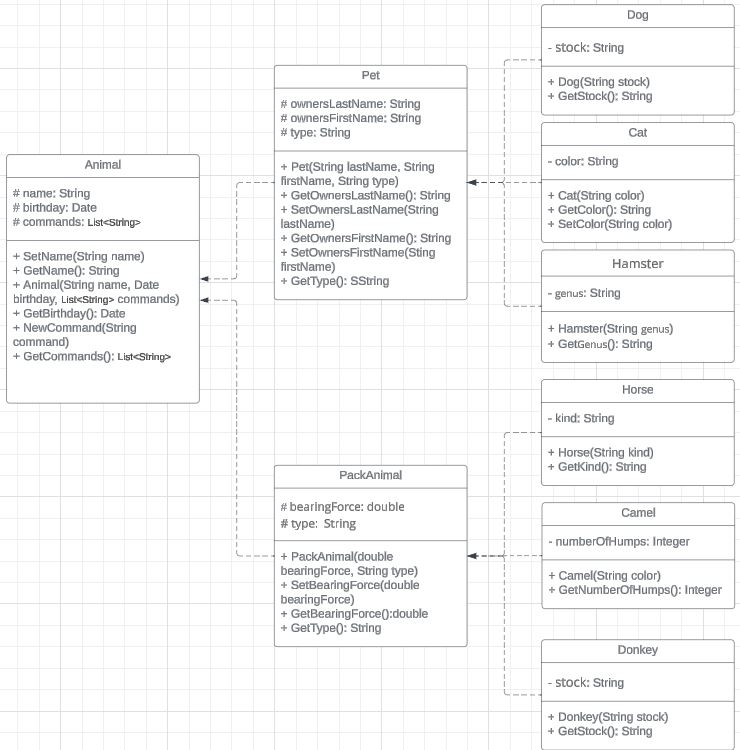 Animal
# name: String
# birthday: Date
# commands: List<String>
+ SetName(String name)
+ GetName(): String
+ Animal(String name, Date
birthday, List<String> commands)
+ GetBirthday(): Date
+ NewCommand(String
command)
+ GetCommands(): List<String>
Pet
# ownersLastName: String
# ownersFirstName: String
# type: String
+ Pet(String lastName, String
firstName, String type)
+ GetOwnersLastName(): String
+ SetOwnersLastName(String
lastName)
+ GetOwnersFirstName(): String
+ SetOwnersFirstName(Sting
firstName)
+ GetType(): SString
PackAnimal
# bearingForce: double
# type: String
+ PackAnimal(double
bearingForce, String type)
+ SetBearingForce(double
bearingForce)
+ GetBearingForce():double
+ GetType(): String
Dog
- stock: String
+ Dog(String stock)
+ GetStock(): String
Cat
- color: String
+ Cat(String color)
+ GetColor(): String
+ SetColor(String color)
Hamster
- genus: String
+ Hamster(String genus)
+ GetGenus(): String
Horse
- kind: String
+ Horse(String kind)
+ GetKind(): String
Camel
- numberOfHumps: Integer
+ Camel(String color)
+ GetNumberOfHumps(): Integer
Donkey
- stock: String
+ Donkey(String stock)
+ GetStock(): String